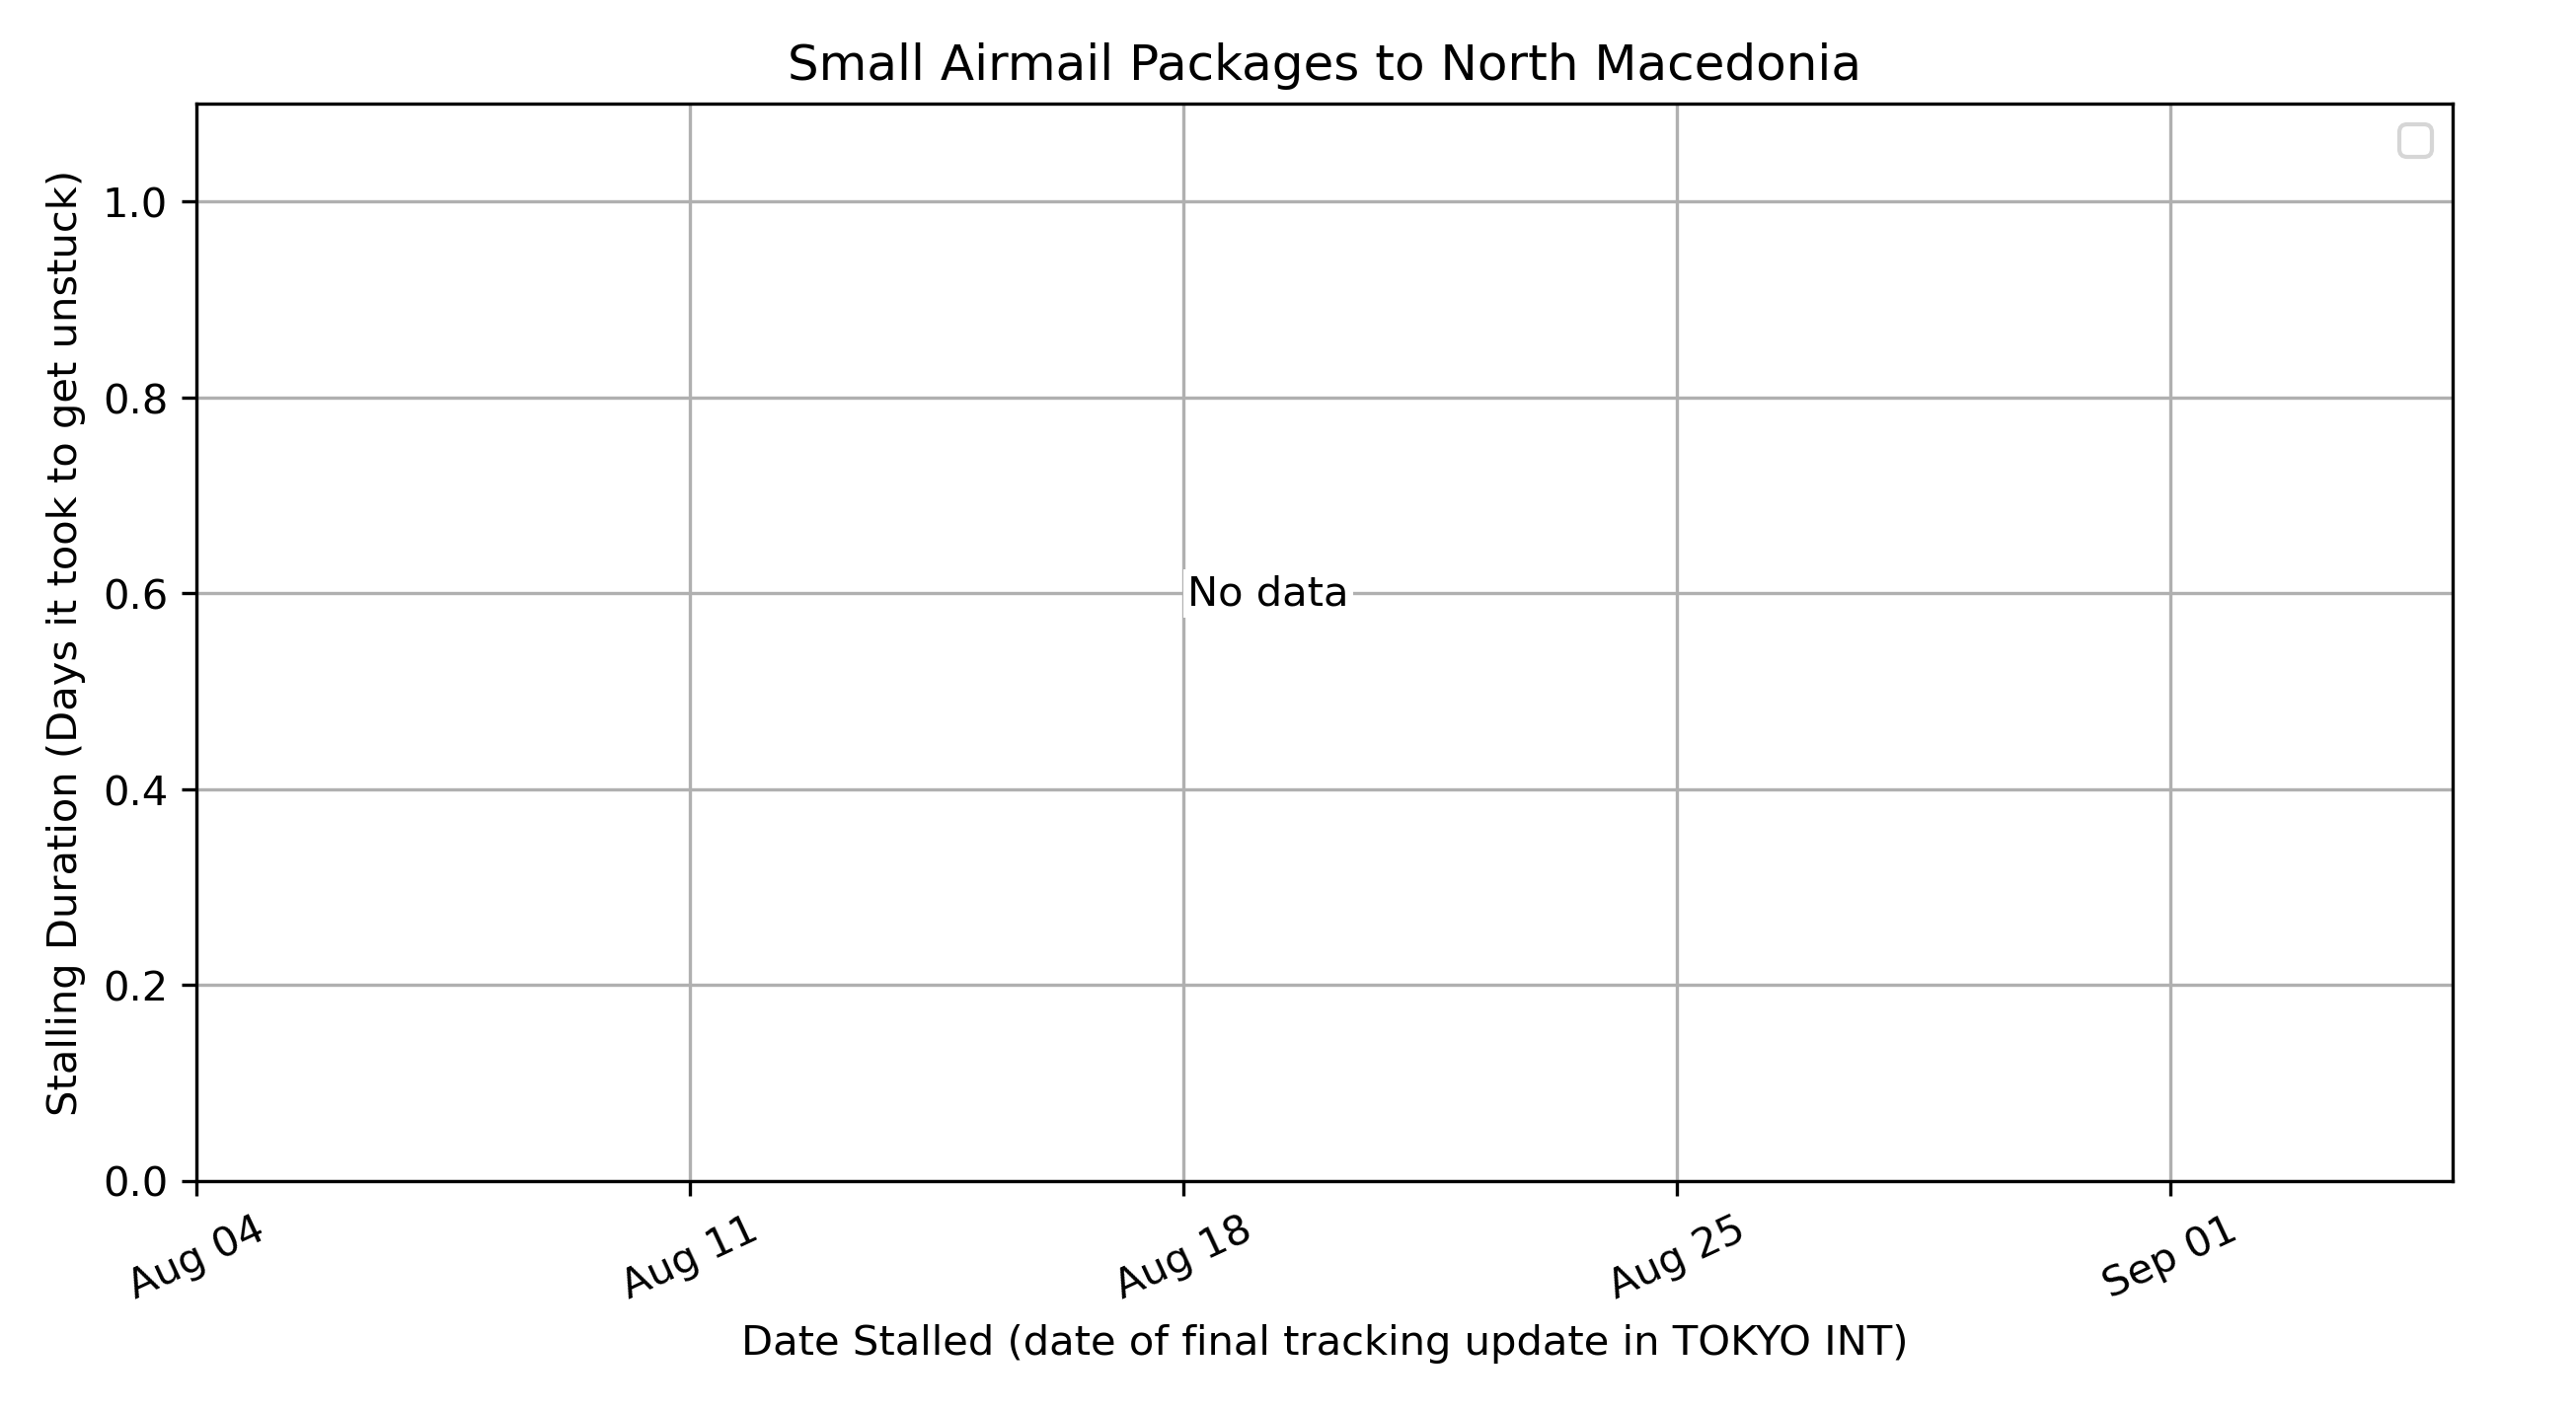 Small Airmail Packages to North Macedonia
Stalling Duration (Days it took to get unstuck)
1.0
0.8
0.6
0.4
0.2
0.0
No data
Aug 04
Aug 11
Aug 18
Aug 25
Sep 01
Date Stalled (date of final tracking update in TOKYO INT)